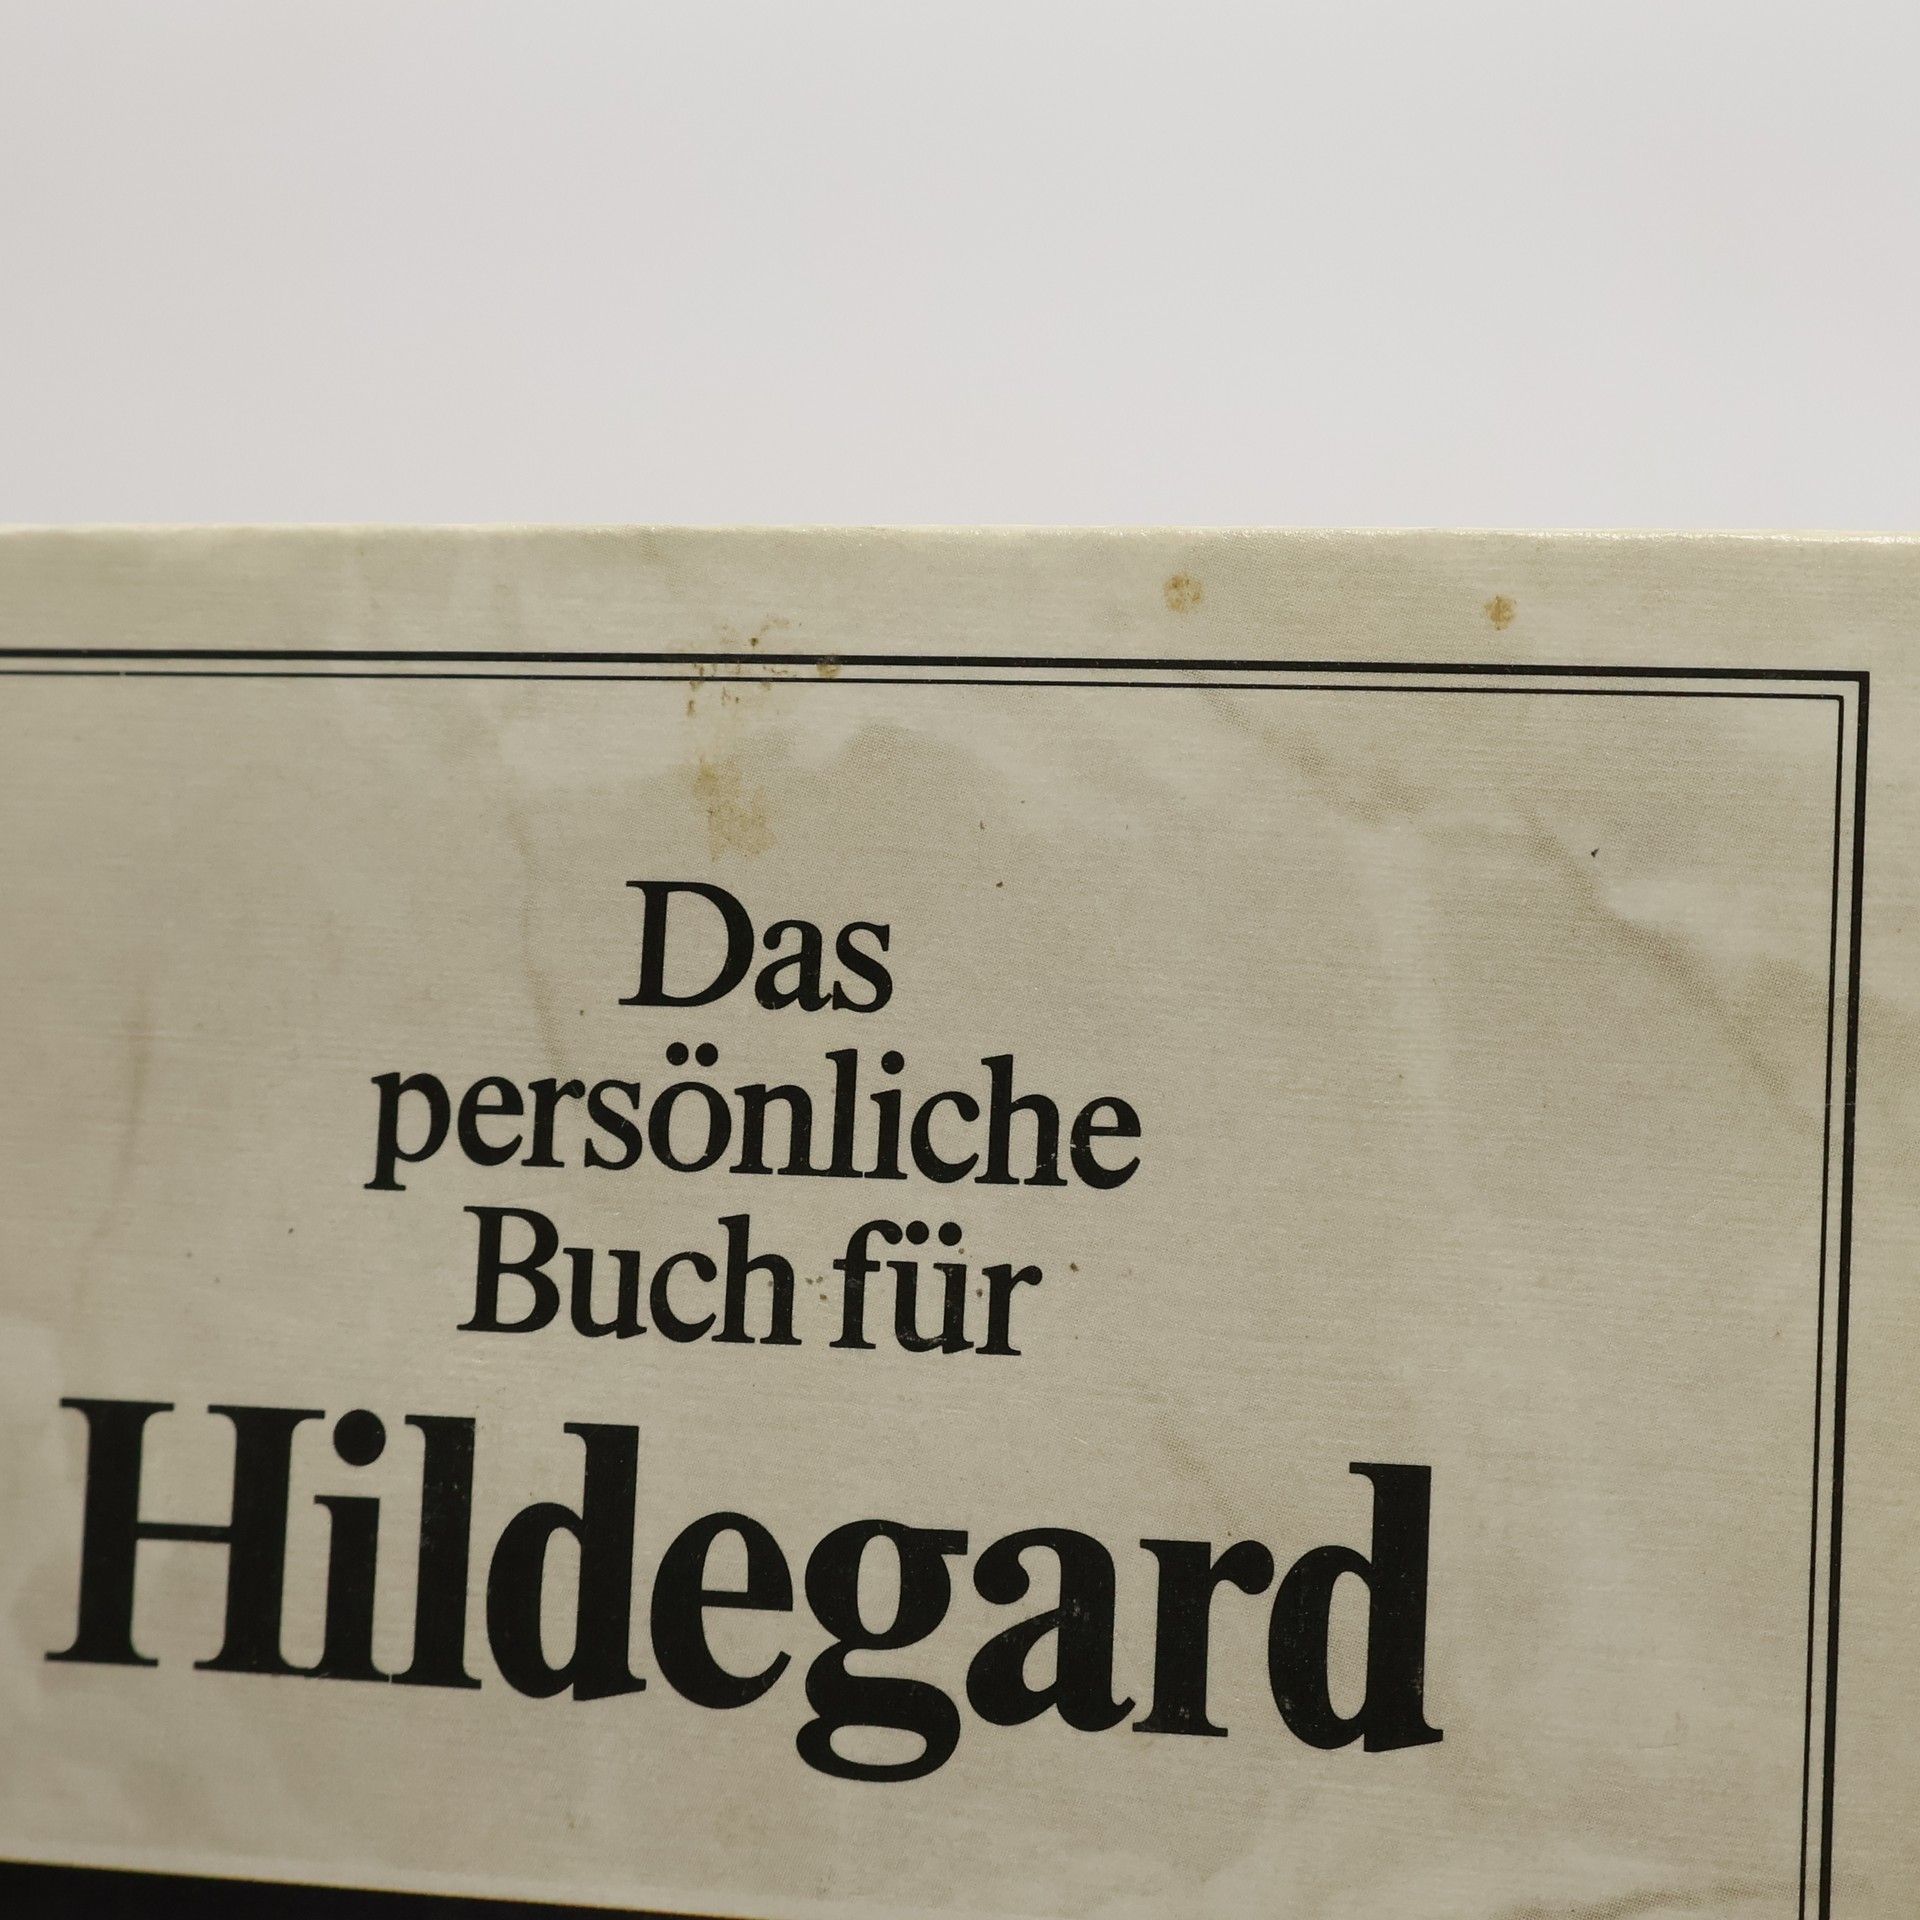 Das
persönliche
Buch für
Hildegard